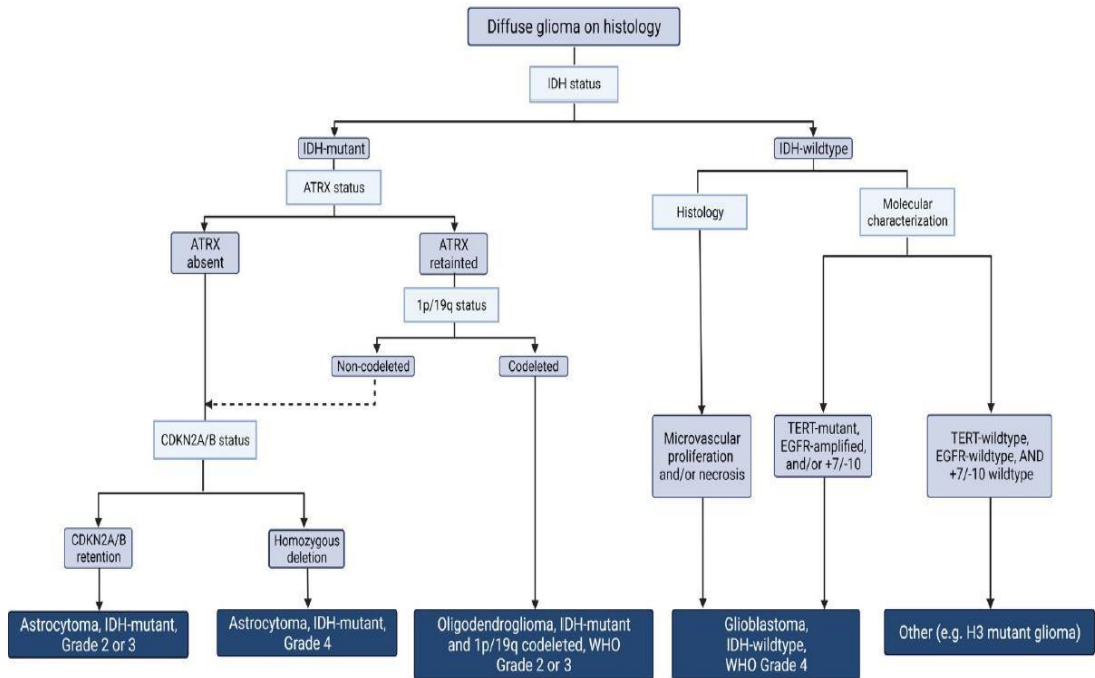 Diffuse glioma on histology
IDH status
IDH-mutant
IDH-wildtype
ATRX status
Histology
Molecular
characterization
ATRX
absent
ATRX
retainted
1p/19q status
Non-codeleted
Codeleted
CDKN2A/B status
Microvascular
proliferation
and/or necrosis
TERT-mutant,
EGFR-amplified,
and/or +7/-10
TERT-wildtype,
EGFR-wildtype, AND
+7/-10 wildtype
CDKN2A/B
retention
Homozygous
deletion
Astrocytoma, IDH-mutant,
Grade 2 or 3
Astrocytoma, IDH-mutant,
Grade 4
Oligodendroglioma, IDH-mutant
and 1p/19q codeleted, WHO
Grade 2 or 3
Glioblastoma,
IDH-wildtype,
WHO Grade 4
Other (e.g. H3 mutant glioma)